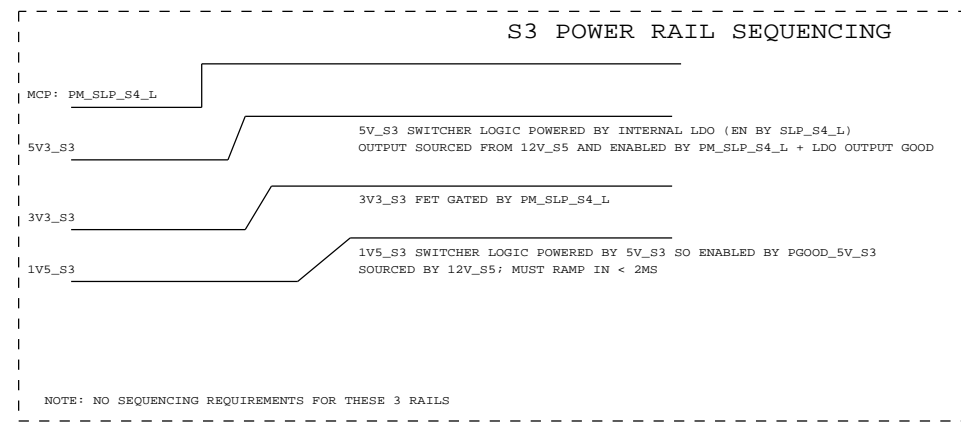 S3 POWER RAIL SEQUENCING
MCP: PM_SLP_S4_L
5V_S3 SWITCHER LOGIC POWERED BY INTERNAL LDO (EN BY SLP_S4_L)
5V3_S3
OUTPUT SOURCED FROM 12V_S5 AND ENABLED BY PM_SLP_S4_L + LDO OUTPUT GOOD
3V3_S3 FET GATED BY PM_SLP_S4_L
3V3_S3
1V5_S3 SWITCHER LOGIC POWERED BY 5V_S3 SO ENABLED BY PGOOD_5V_S3
1V5_S3
SOURCED BY 12V_S5; MUST RAMP IN < 2MS
NOTE: NO SEQUENCING REQUIREMENTS FOR THESE 3 RAILS